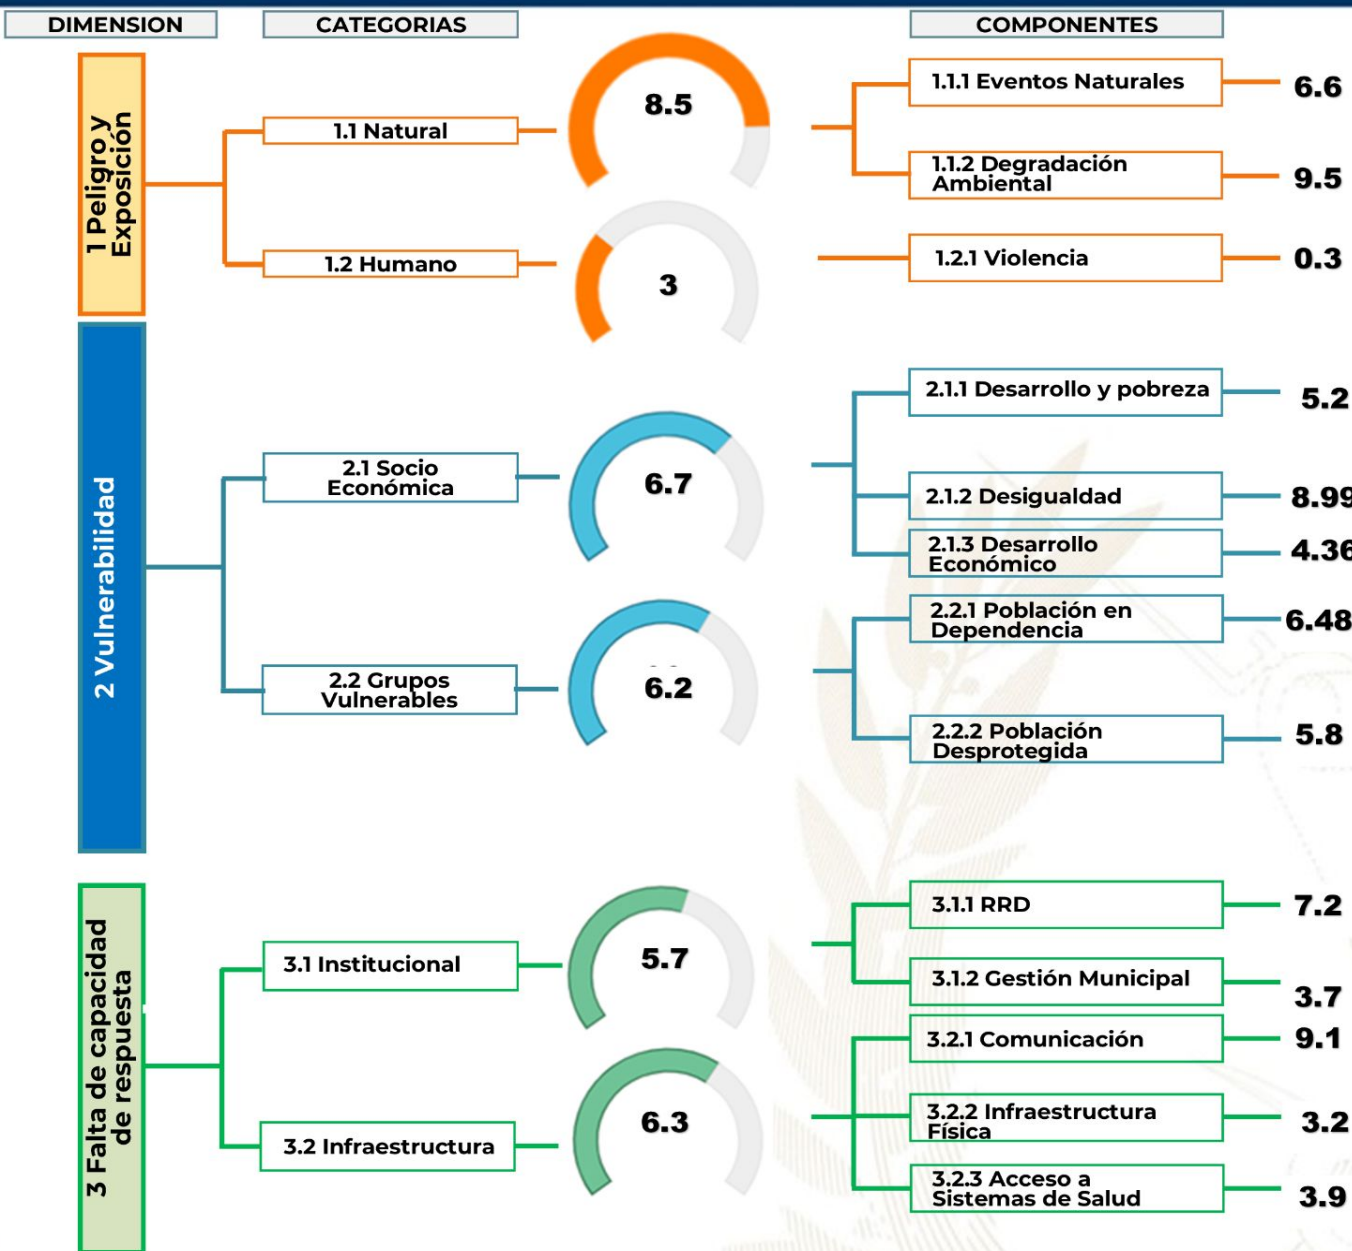 DIMENSION
CATEGORIAS
COMPONENTES
1 Peligro y
Exposición
1.1 Natural
8.5
1.1.1 Eventos Naturales
6.6
1.1.2 Degradación
Ambiental
9.5
1.2 Humano
3
1.2.1 Violencia
0.3
2 Vulnerabilidad
2.1 Socio
Económica
6.7
2.1.1 Desarrollo y pobreza
5.2
2.1.2 Desigualdad
8.99
2.1.3 Desarrollo
Económico
4.36
2.2 Grupos
Vulnerables
6.2
2.2.1 Población en
Dependencia
6.48
2.2.2 Población
Desprotegida
5.8
3 Falta de capacidad
de respuesta
3.1 Institucional
5.7
3.1.1 RRD
7.2
3.1.2 Gestión Municipal
3.7
3.2 Infraestructura
6.3
3.2.1 Comunicación
9.1
3.2.2 Infraestructura
Física
3.2
3.2.3 Acceso a
Sistemas de Salud
3.9